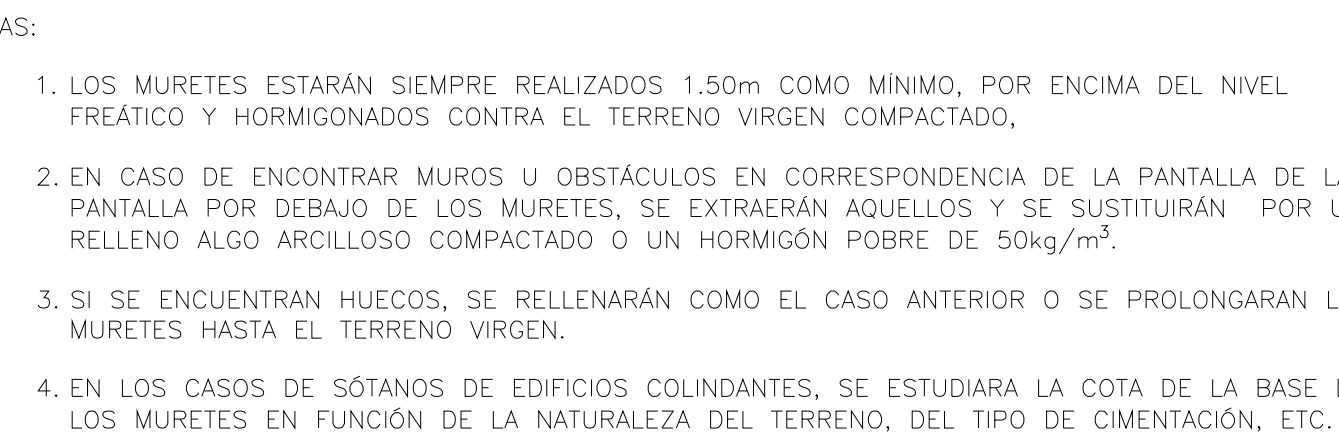 AS:
1. LOS MURETES ESTARÁN SIEMPRE REALIZADOS 1.50m COMO MÍNIMO, POR ENCIMA DEL NIVEL
FREÁTICO Y HORMIGONADOS CONTRA EL TERRENO VIRGEN COMPACTADO,
2. EN CASO DE ENCONTRAR MUROS U OBSTÁCULOS EN CORRESPONDENCIA DE LA PANTALLA DE LA
PANTALLA POR DEBAJO DE LOS MURETES, SE EXTRAERÁN AQUELLOS Y SE SUSTITUIRÁN POR U
RELLENO ALGO ARCILLOSO COMPACTADO O UN HORMIGÓN POBRE DE 50kg/m³.
3. SI SE ENCUENTRAN HUECOS, SE RELLENARÁN COMO EL CASO ANTERIOR O SE PROLONGARAN L
MURETES HASTA EL TERRENO VIRGEN.
4. EN LOS CASOS DE SÓTANOS DE EDIFICIOS COLINDANTES, SE ESTUDIARA LA COTA DE LA BASE
LOS MURETES EN FUNCIÓN DE LA NATURALEZA DEL TERRENO, DEL TIPO DE CIMENTACIÓN, ETC.